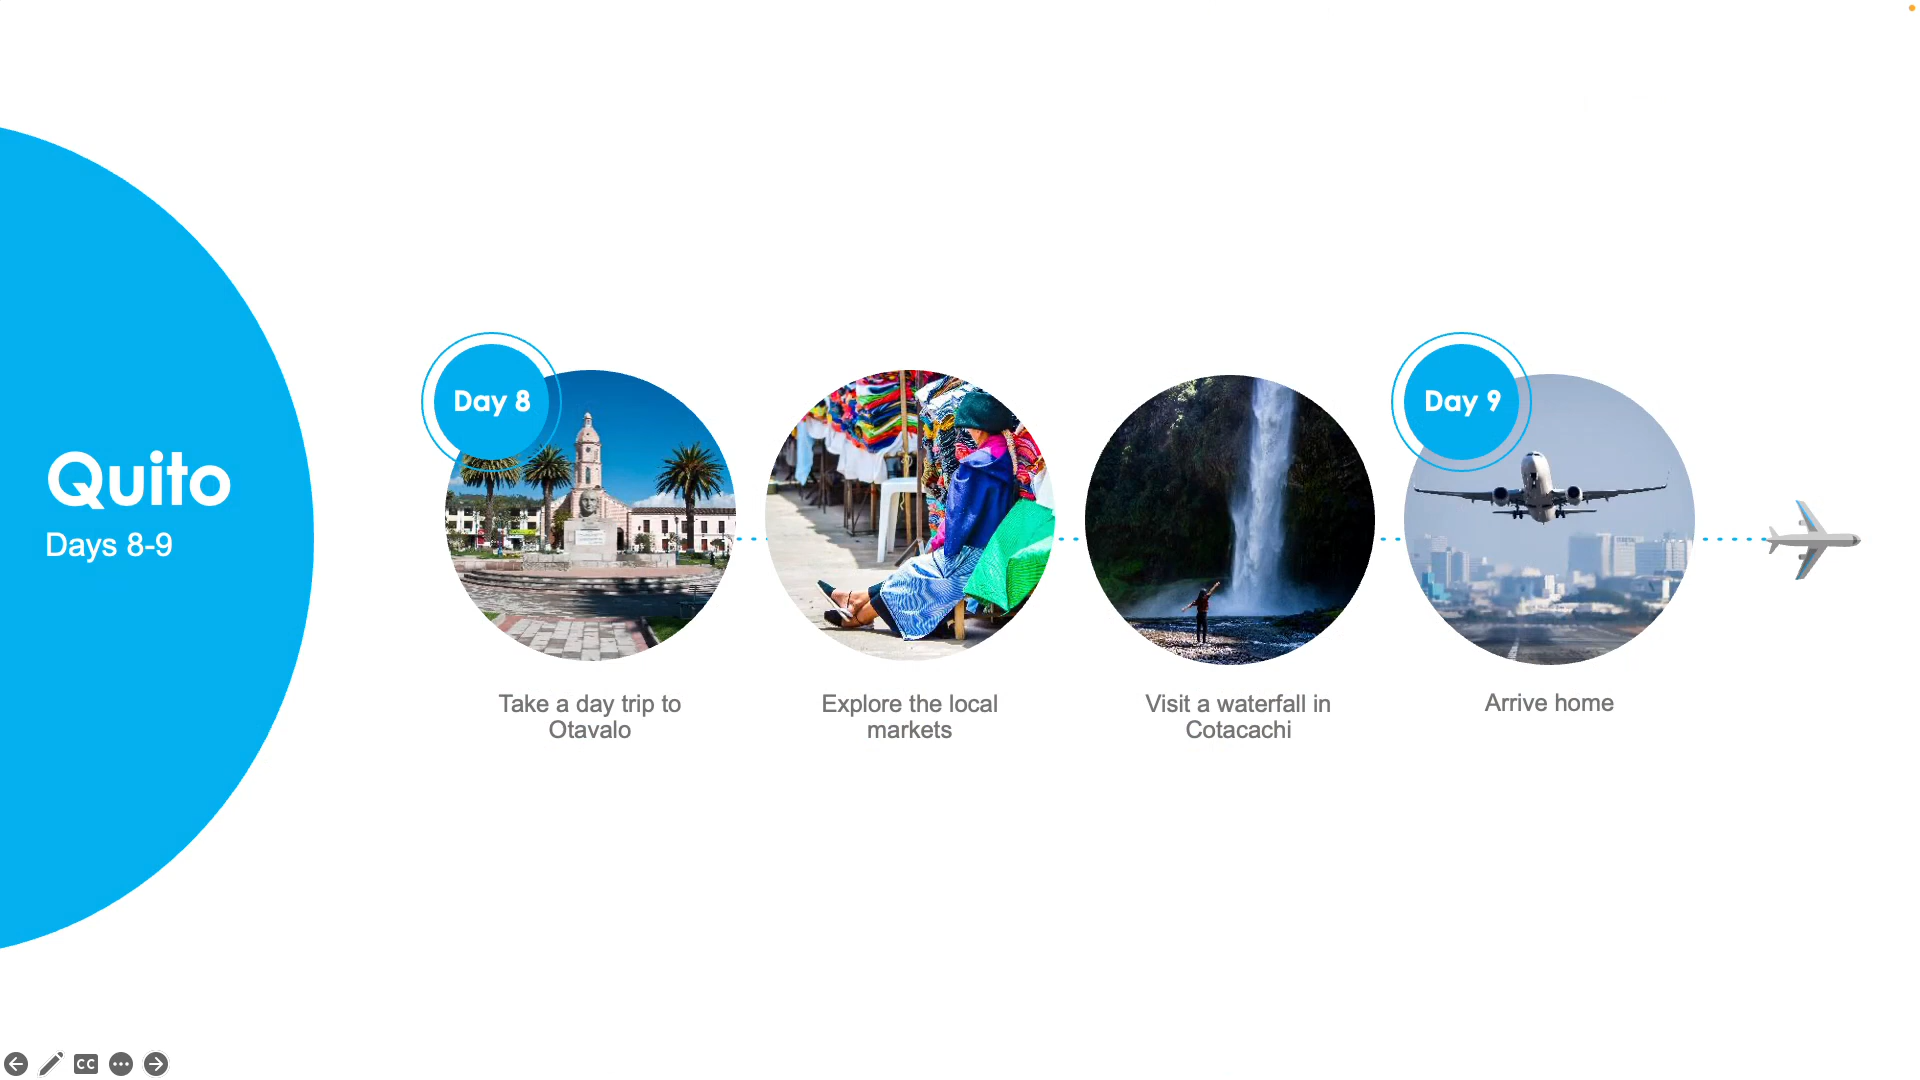 Quito
Days 8-9
Day 8
Take a day trip to
Otavalo
Explore the local
markets
Visit a waterfall in
Cotacachi
Day 9
Arrive home
CC